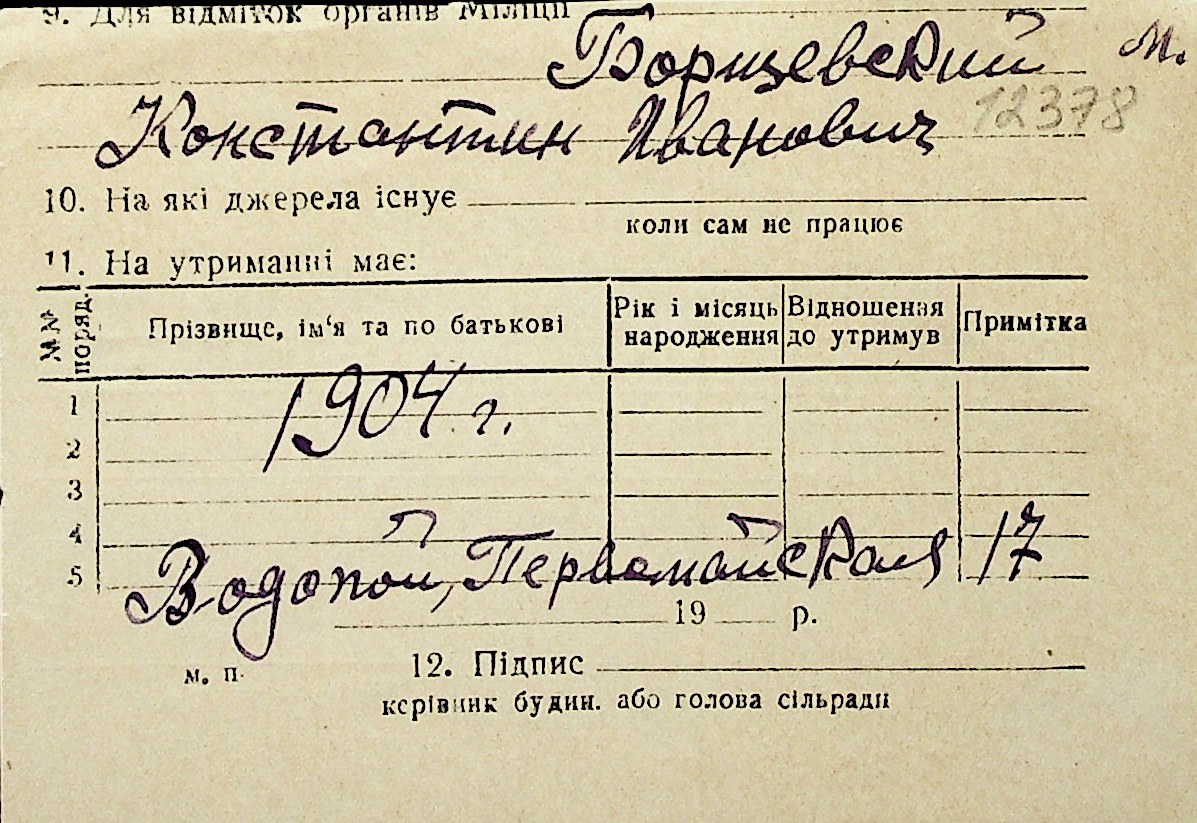 9. Для відміток органів Міліції
Борщевский м.
Константин Иванович 12378
10. На які джерела існує
коли сам не працює
11. На утриманні має:
№№ поряд. Прізвище, ім‘я та по батькові Рік і місяць народження Відношення до утримув Примітка
1
1904 г.
2
3
4
5
Водопой, Первомайская 17
19 р.
м. п. 12. Підпис
керівник будин. або голова сільради